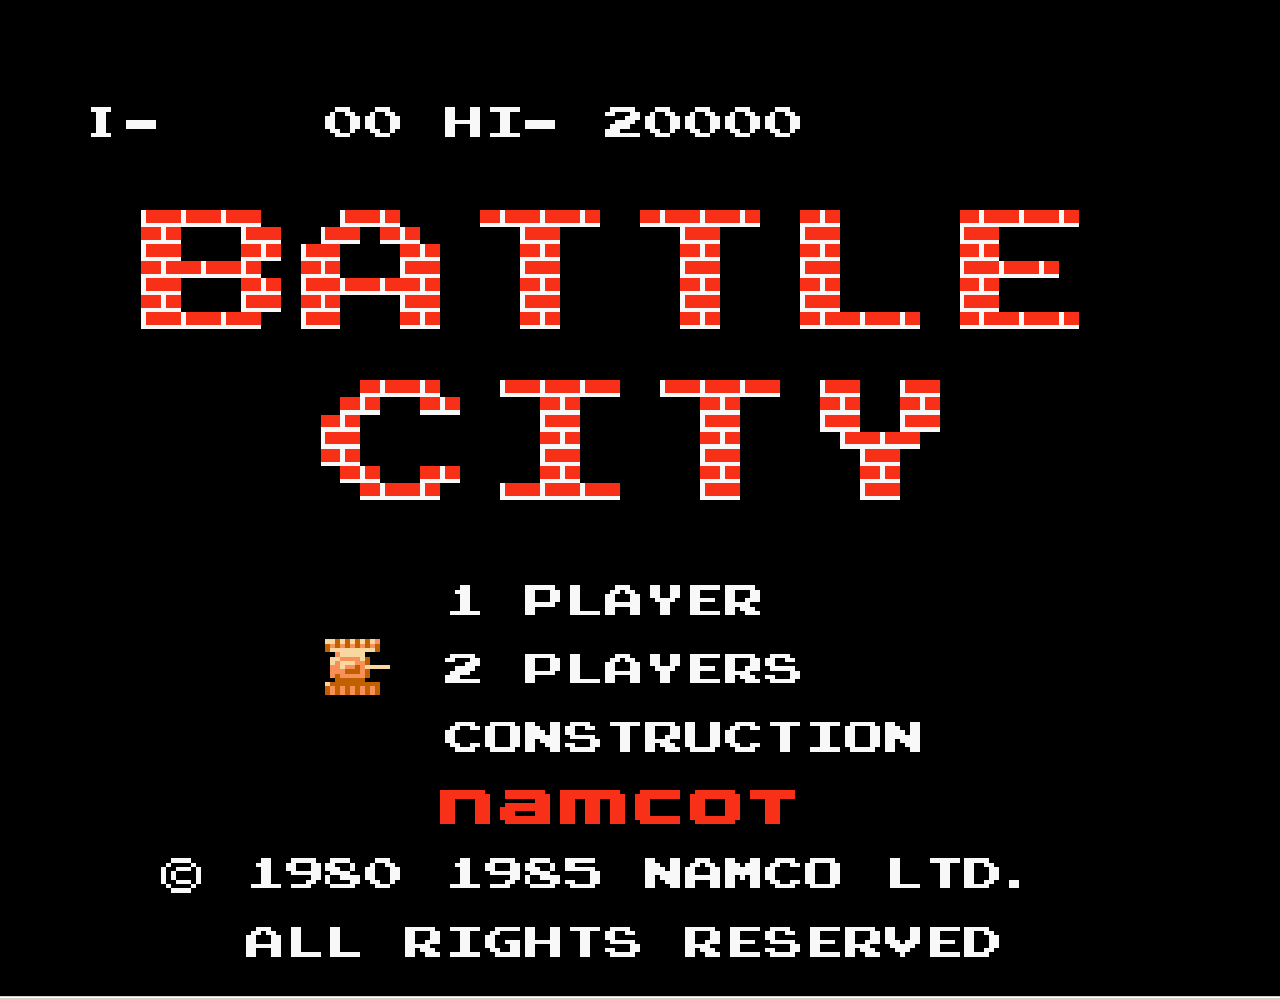 I- 00 HI- 20000
BATTLE
CITY
1 PLAYER
2 PLAYERS
CONSTRUCTION
namcot
© 1980 1985 NAMCO LTD.
ALL RIGHTS RESERVED